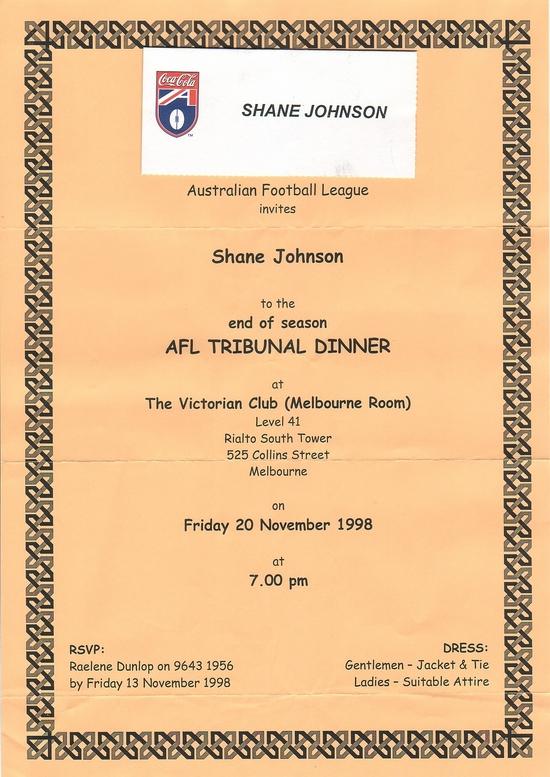 Coca-Cola
SHANE JOHNSON
Australian Football League
invites
Shane Johnson
to the
end of season
AFL TRIBUNAL DINNER
at
The Victorian Club (Melbourne Room)
Level 41
Rialto South Tower
525 Collins Street
Melbourne
on
Friday 20 November 1998
at
7.00 pm
RSVP:
Raelene Dunlop on 9643 1956
by Friday 13 November 1998
DRESS:
Gentlemen - Jacket & Tie
Ladies - Suitable Attire